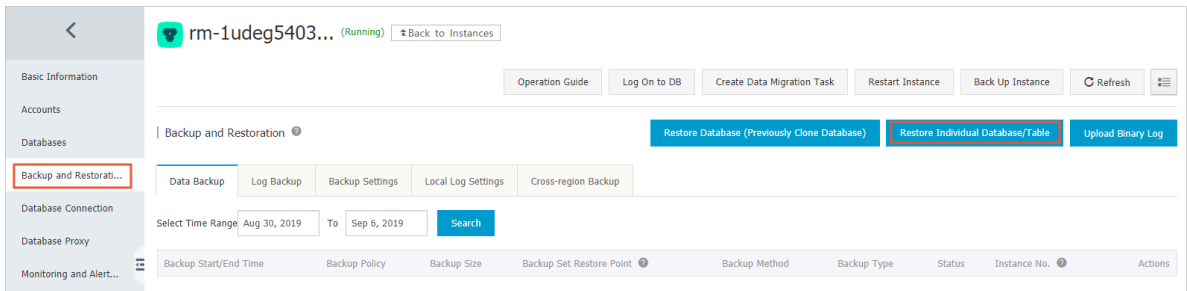 rm-1udeg5403... (Running) Back to Instances
Operation Guide Log On to DB Create Data Migration Task Restart Instance Back Up Instance Refresh
Basic Information
Accounts
Databases
Backup and Restorati...
Database Connection
Database Proxy
Monitoring and Alert...
Backup and Restoration Restore Database (Previously Clone Database) Restore Individual Database/Table Upload Binary Log
Data Backup Log Backup Backup Settings Local Log Settings Cross-region Backup
Select Time Range Aug 30, 2019 To Sep 6, 2019 Search
Backup Start/End Time Backup Policy Backup Size Backup Set Restore Point Backup Method Backup Type Status Instance No. Actions